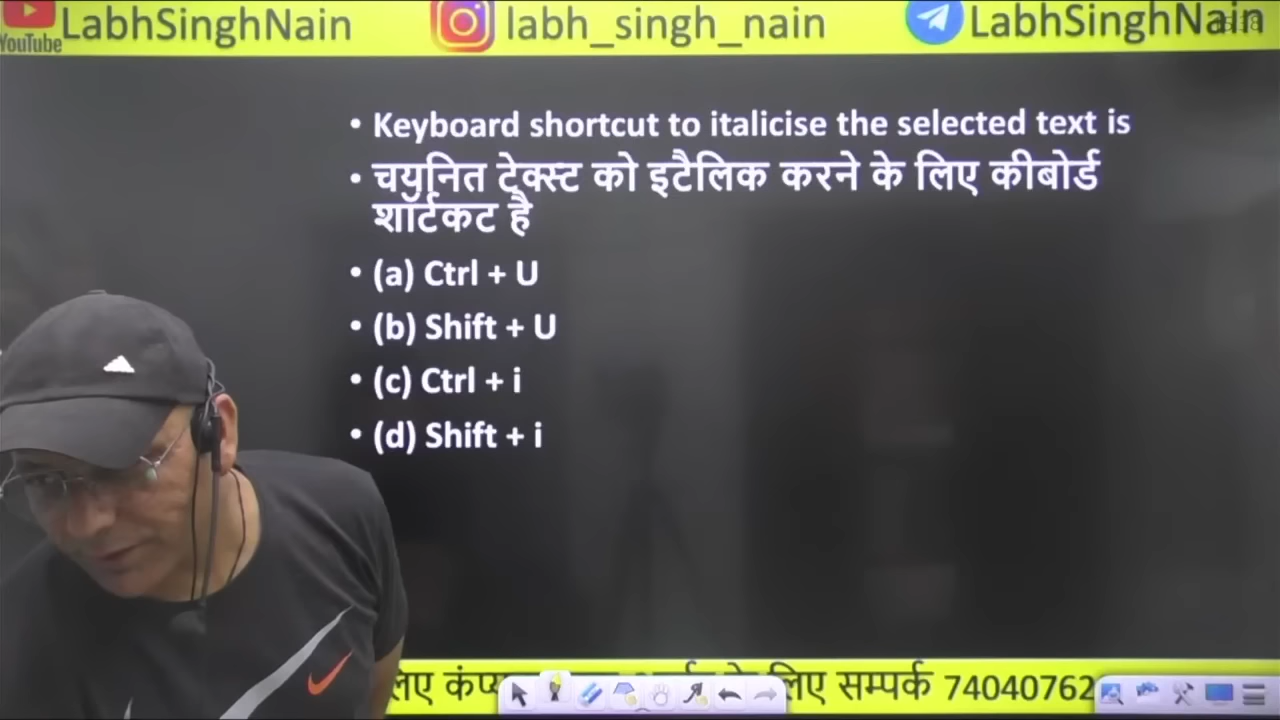 YouTube LabhSinghNain labh_singh_nain LabhSinghNain
• Keyboard shortcut to italicise the selected text is
• चयनित टेक्स्ट को इटैलिक करने के लिए कीबोर्ड
शार्टकट है
• (a) Ctrl + U
• (b) Shift + U
• (c) Ctrl + i
• (d) Shift + i
लिए सम्पर्क 74040762